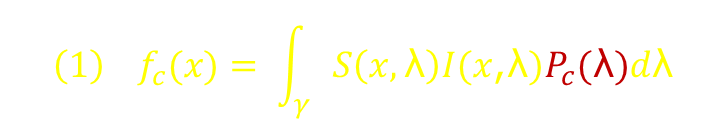 (1) f_c(x) = ∫_γ S(x, λ)I(x,λ)P_c(λ)dλ